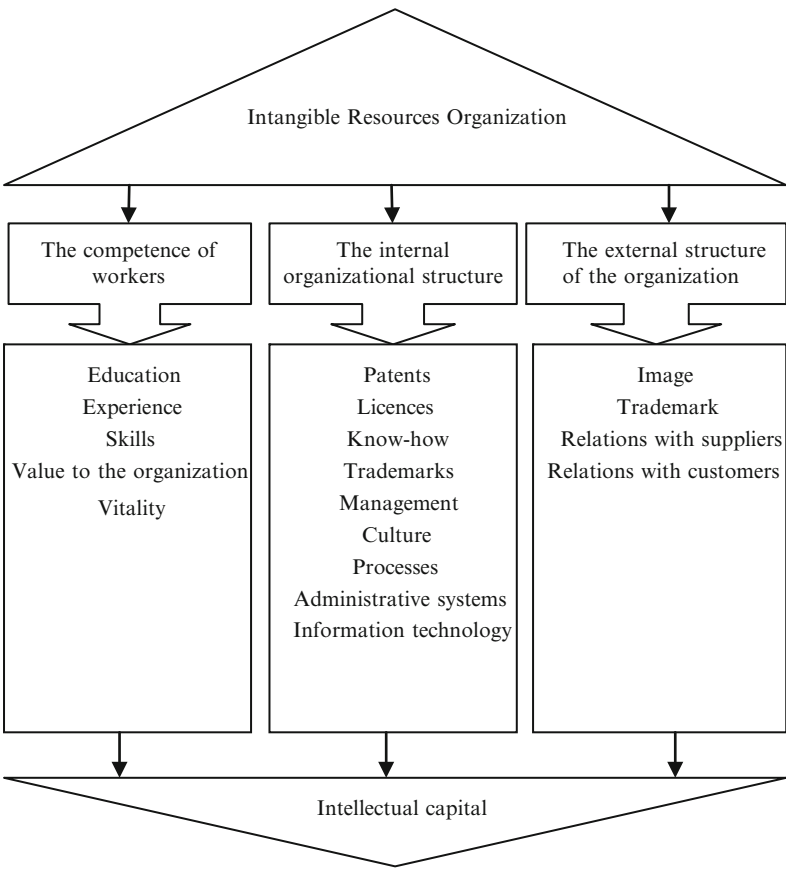 Intangible Resources Organization
The competence of
workers
The internal
organizational structure
The external structure
of the organization
Education
Experience
Skills
Value to the organization
Vitality
Patents
Licences
Know-how
Trademarks
Management
Culture
Processes
Administrative systems
Information technology
Image
Trademark
Relations with suppliers
Relations with customers
Intellectual capital